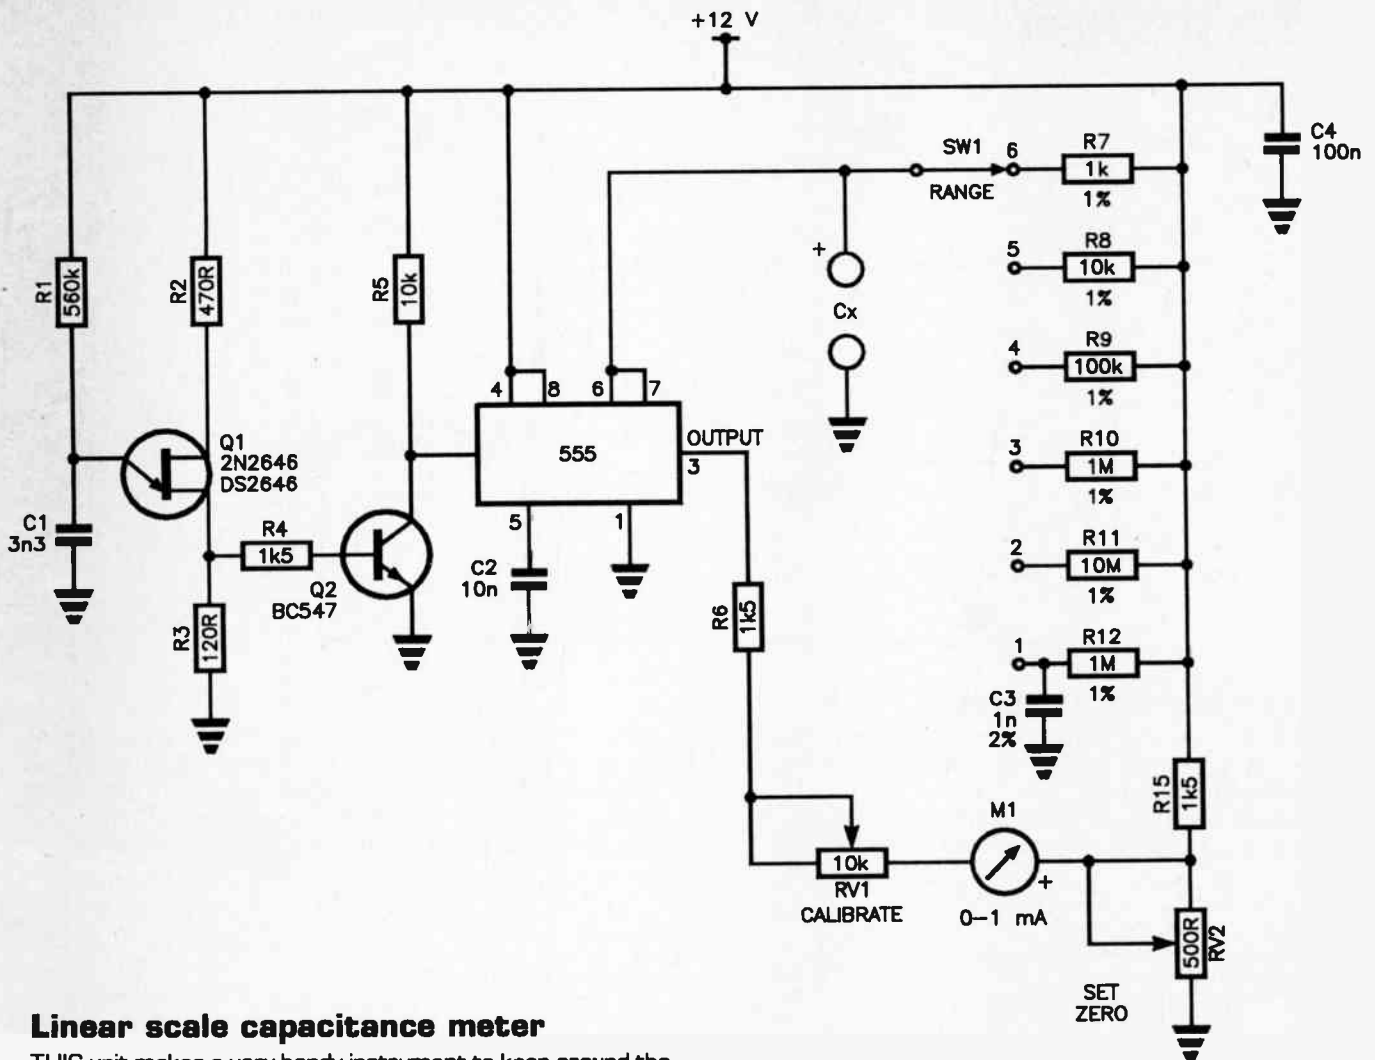 +12 V
C4
100n
SW1
RANGE
6
R7
1k
1%
5
R8
10k
1%
4
R9
100k
1%
3
R10
1M
1%
2
R11
10M
1%
1
R12
1M
1%
C3
1n
2%
R1
560k
R2
470R
R5
10k
+
Cx
4
8
6
7
555
OUTPUT
3
5
1
Q1
2N2646
DS2646
C1
3n3
R4
1k5
Q2
BC547
R3
120R
C2
10n
R6
1k5
R15
1k5
10k
RV1
CALIBRATE
M1
+
0-1 mA
500R
RV2
SET
ZERO
Linear scale capacitance meter